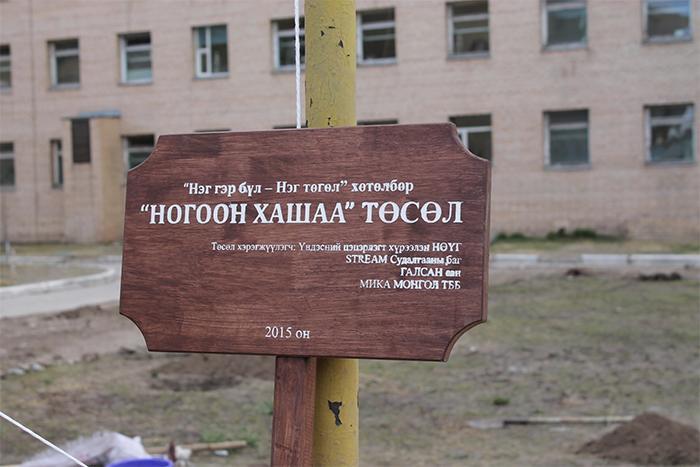 “Нэг гэр бүл – Нэг төгөл” хөтөлбөр
“НОГООН ХАШАА” ТӨСӨЛ
Төсөл хэрэгжүүлэгч: Үндэсний цэцэрлэгт хүрээлэн НӨҮГ
STREAM Судалгааны баг
ГАЛСАН сан
МИКА МОНГОЛ ТББ
2015 он